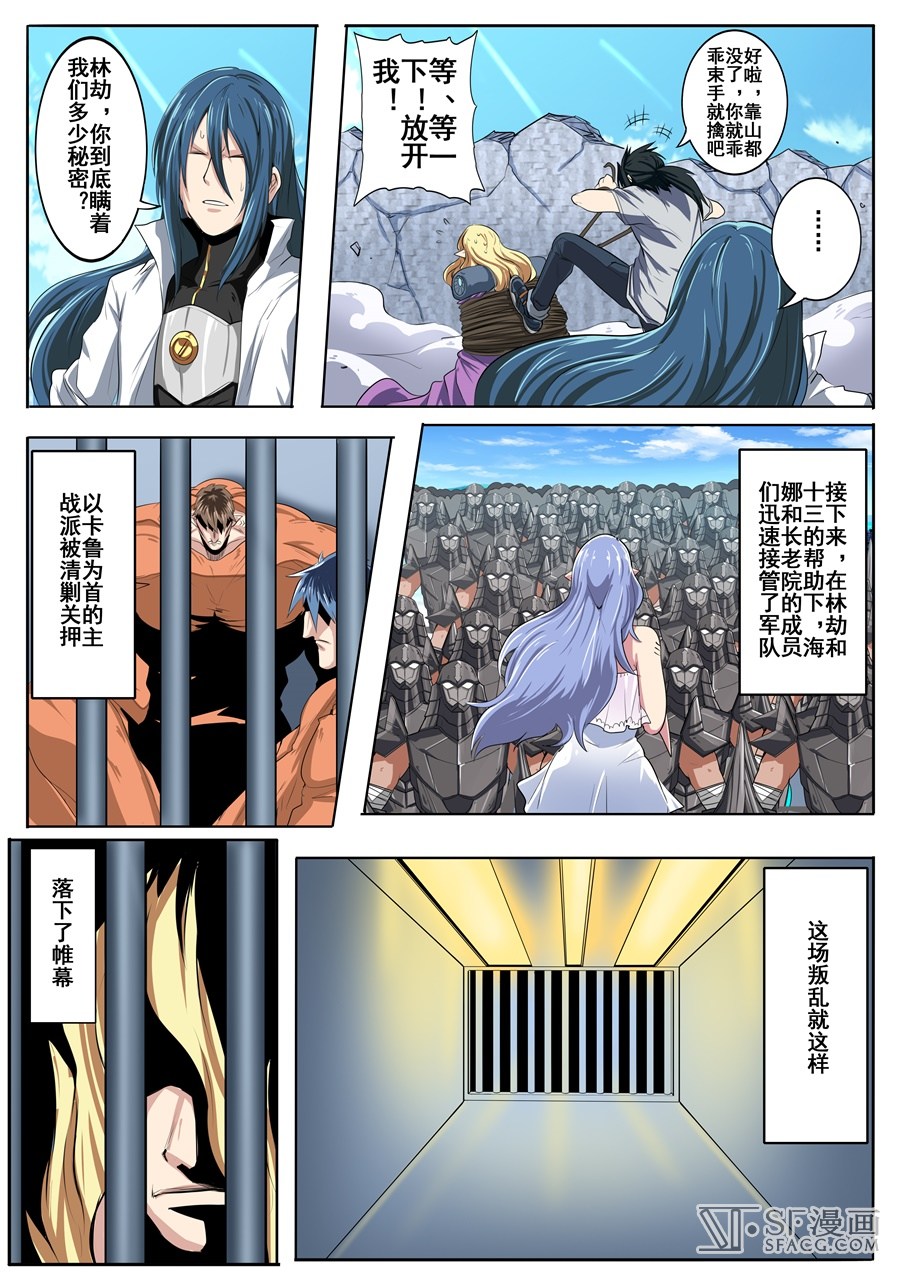 好啦，靠山都
没了，你就乖
乖束手就擒吧
等、等一
下！放开
我！
……
林劫，你到底瞒着
我们多少秘密？
接下来，在林劫和
十三的帮助下，海
娜和长老院的成员
们迅速接管了军队
以卡鲁为首的主
战派被清剿关押
这场叛乱就这样
落下了帷幕
SF漫画
SFACG.COM